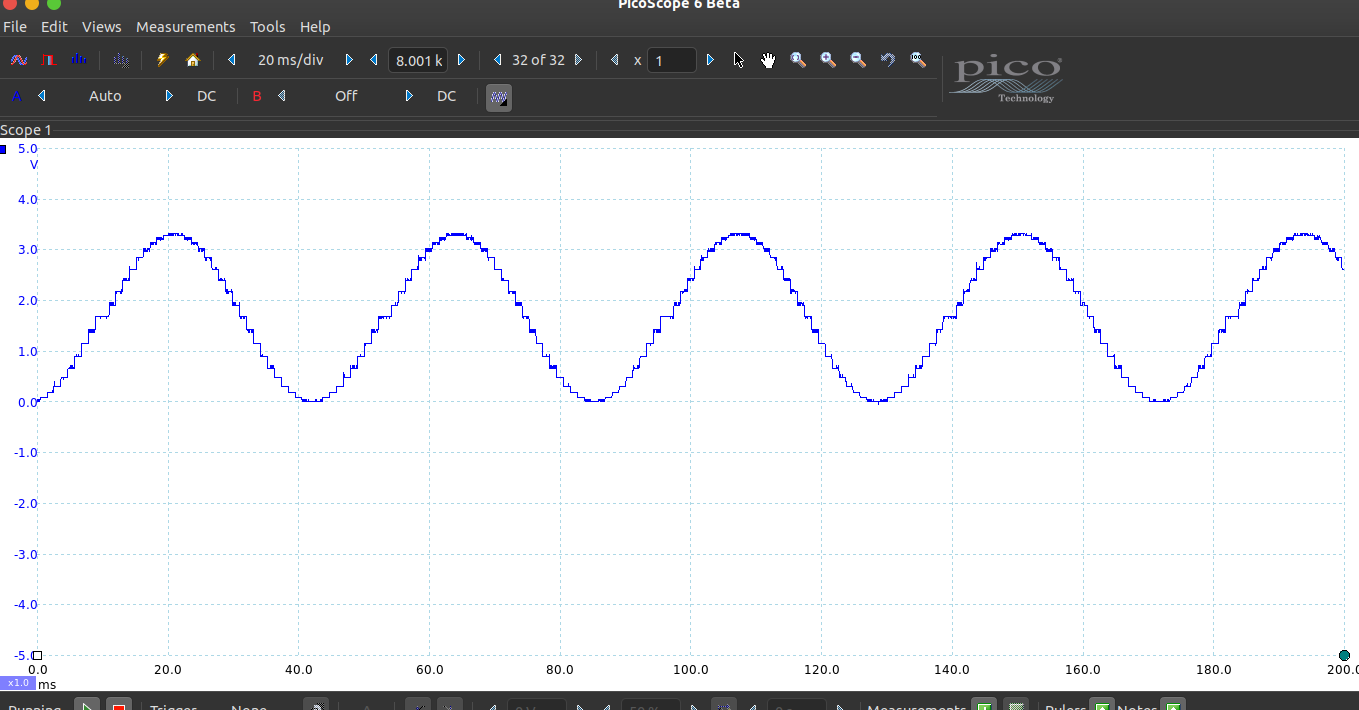 PicoScope 6 Beta
File Edit Views Measurements Tools Help
20 ms/div 8.001 k 32 of 32 x 1
pico
Technology
A Auto DC B Off DC
Scope 1
5.0
V
4.0
3.0
2.0
1.0
0.0
-1.0
-2.0
-3.0
-4.0
-5.0
0.0 20.0 40.0 60.0 80.0 100.0 120.0 140.0 160.0 180.0 200.0
x1.0 ms
Running Trigger None A 0 V 50 % 0 s Measurements Rulers Notes